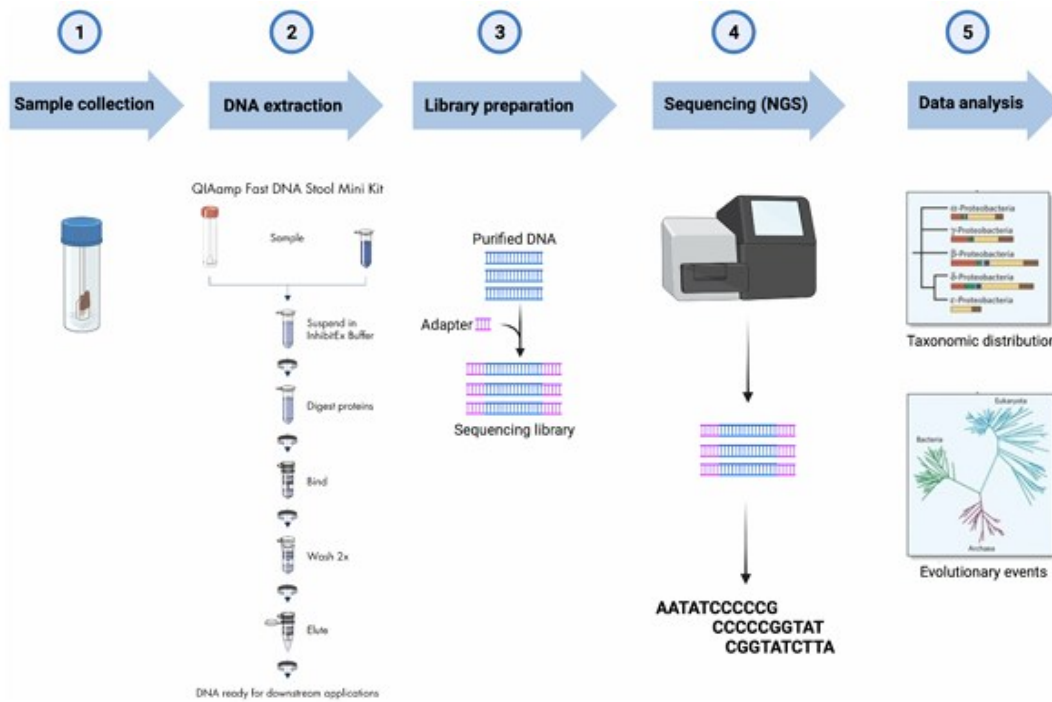 1
Sample collection
2
DNA extraction
QIAamp Fast DNA Stool Mini Kit
Sample
Suspend in
InhibitEx Buffer
Digest proteins
Bind
Wash 2x
Elute
DNA ready for downstream applications
3
Library preparation
Purified DNA
Adapter
Sequencing library
4
Sequencing (NGS)
AATATCCCCCG
CCCCCGGTAT
CGGTATCTTA
5
Data analysis
α-Proteobacteria
γ-Proteobacteria
β-Proteobacteria
δ-Proteobacteria
ε-Proteobacteria
Taxonomic distribution
Eukaryota
Bacteria
Archaea
Evolutionary events